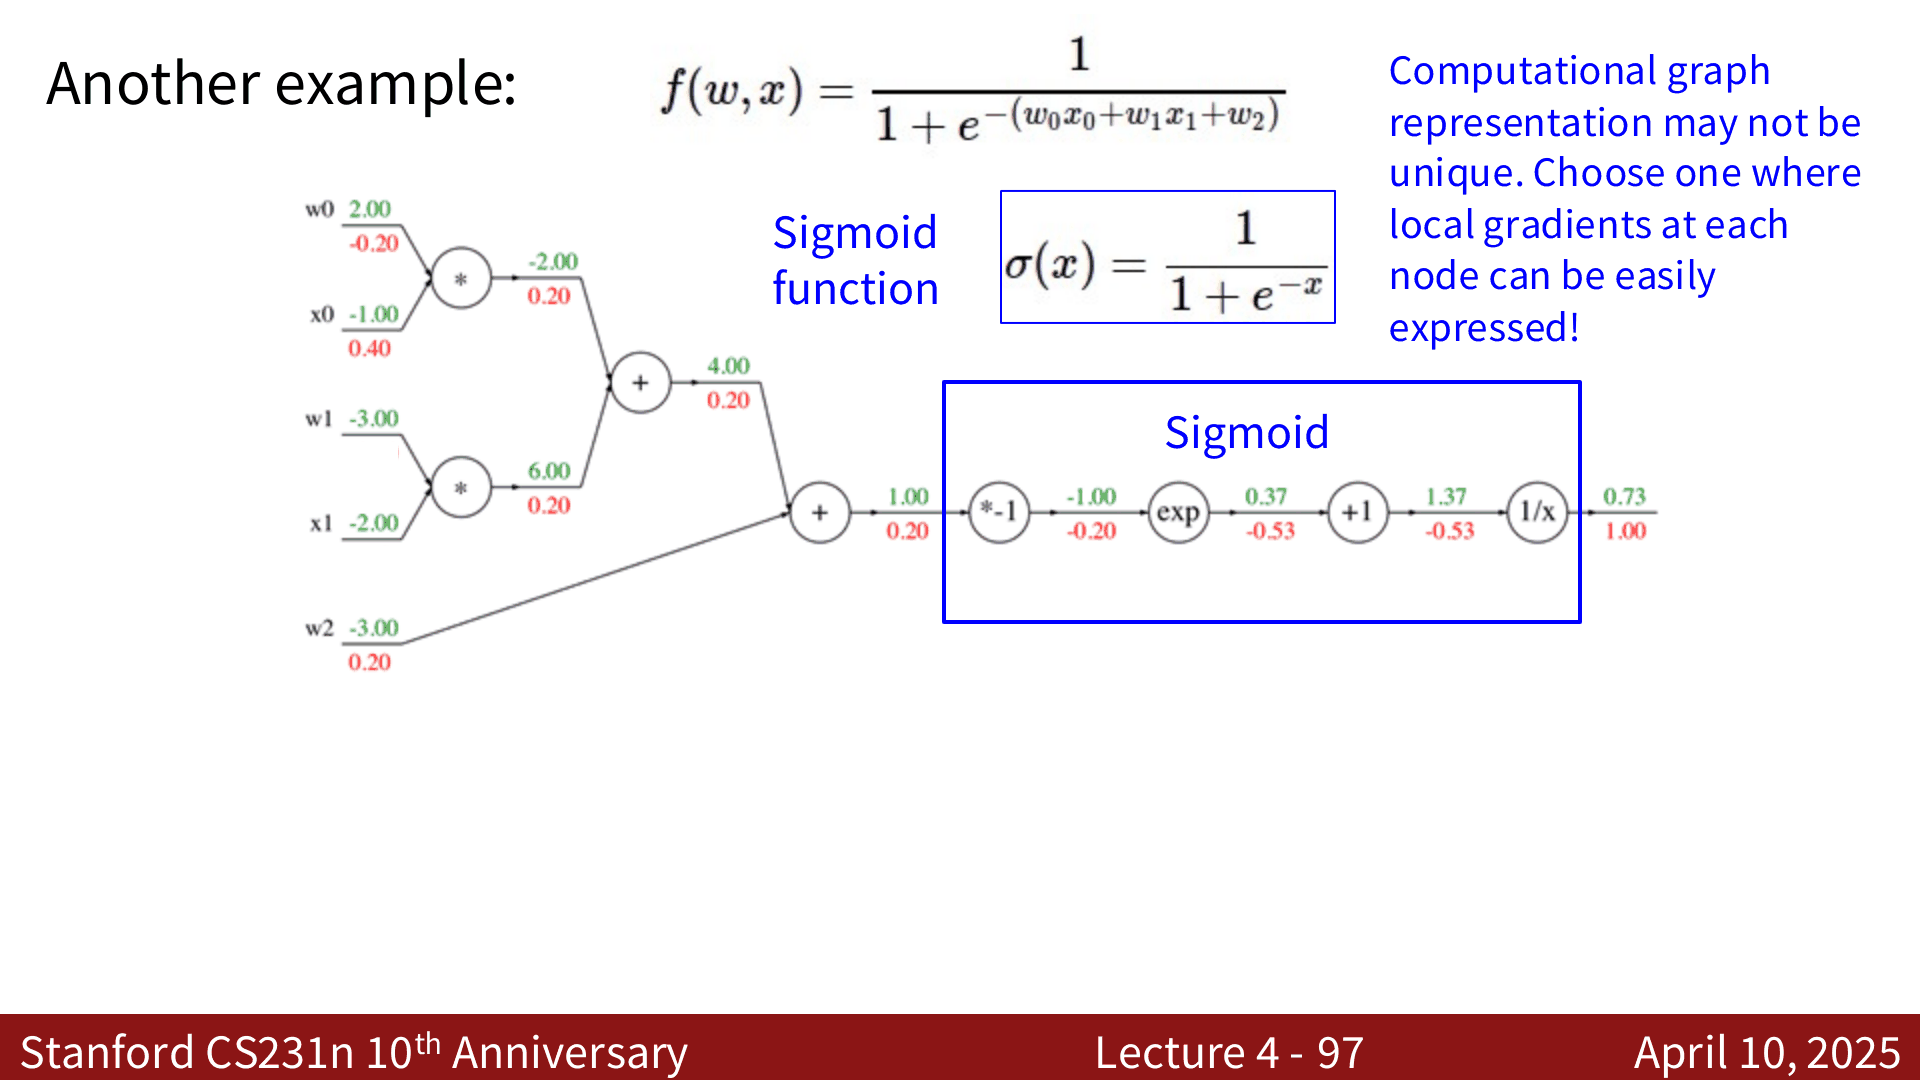 Another example:
f(w, x) = 1 / (1 + e^{-(w_0x_0+w_1x_1+w_2)})
Computational graph
representation may not be
unique. Choose one where
local gradients at each
node can be easily
expressed!
Sigmoid
function
σ(x) = 1 / (1 + e^{-x})
w0 2.00
-0.20
*
-2.00
0.20
x0 -1.00
0.40
+
4.00
0.20
w1 -3.00
*
6.00
0.20
x1 -2.00
w2 -3.00
0.20
+
1.00
0.20
Sigmoid
*-1
-1.00
-0.20
exp
0.37
-0.53
+1
1.37
-0.53
1/x
0.73
1.00
Stanford CS231n 10th Anniversary
Lecture 4 - 97
April 10, 2025